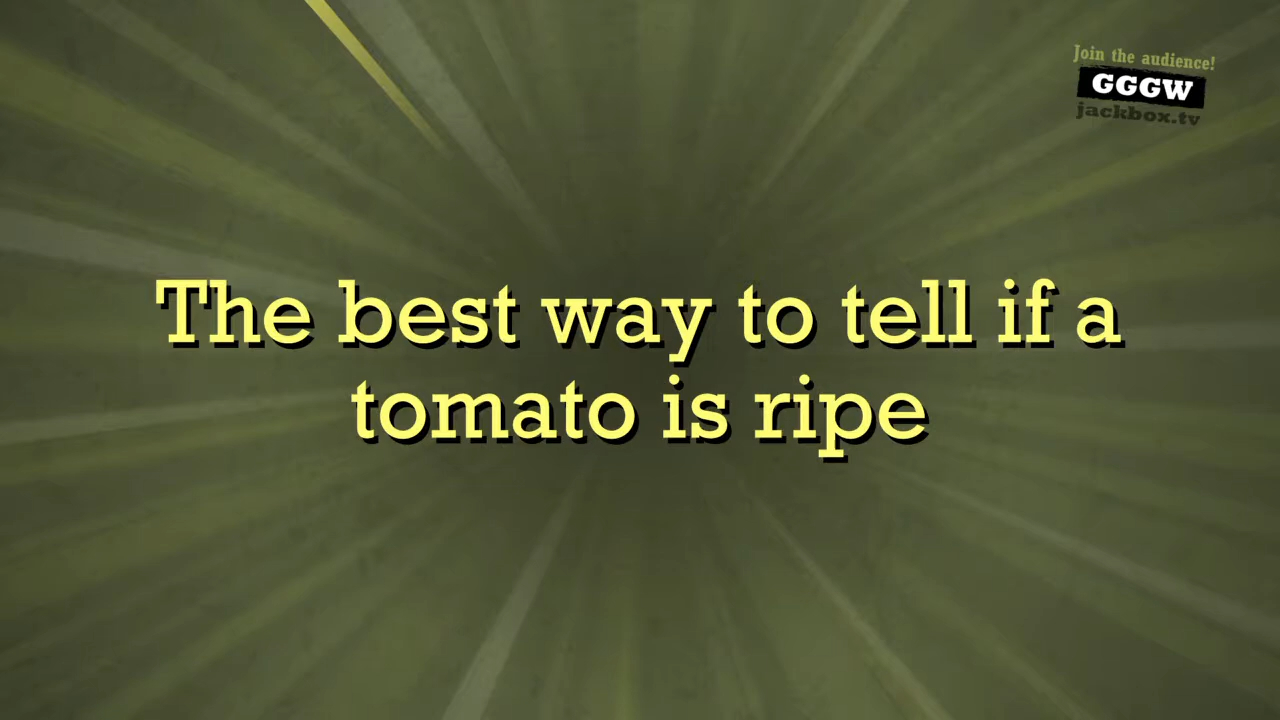 Join the audience!
GGGW
jackbox.tv
The best way to tell if a
tomato is ripe